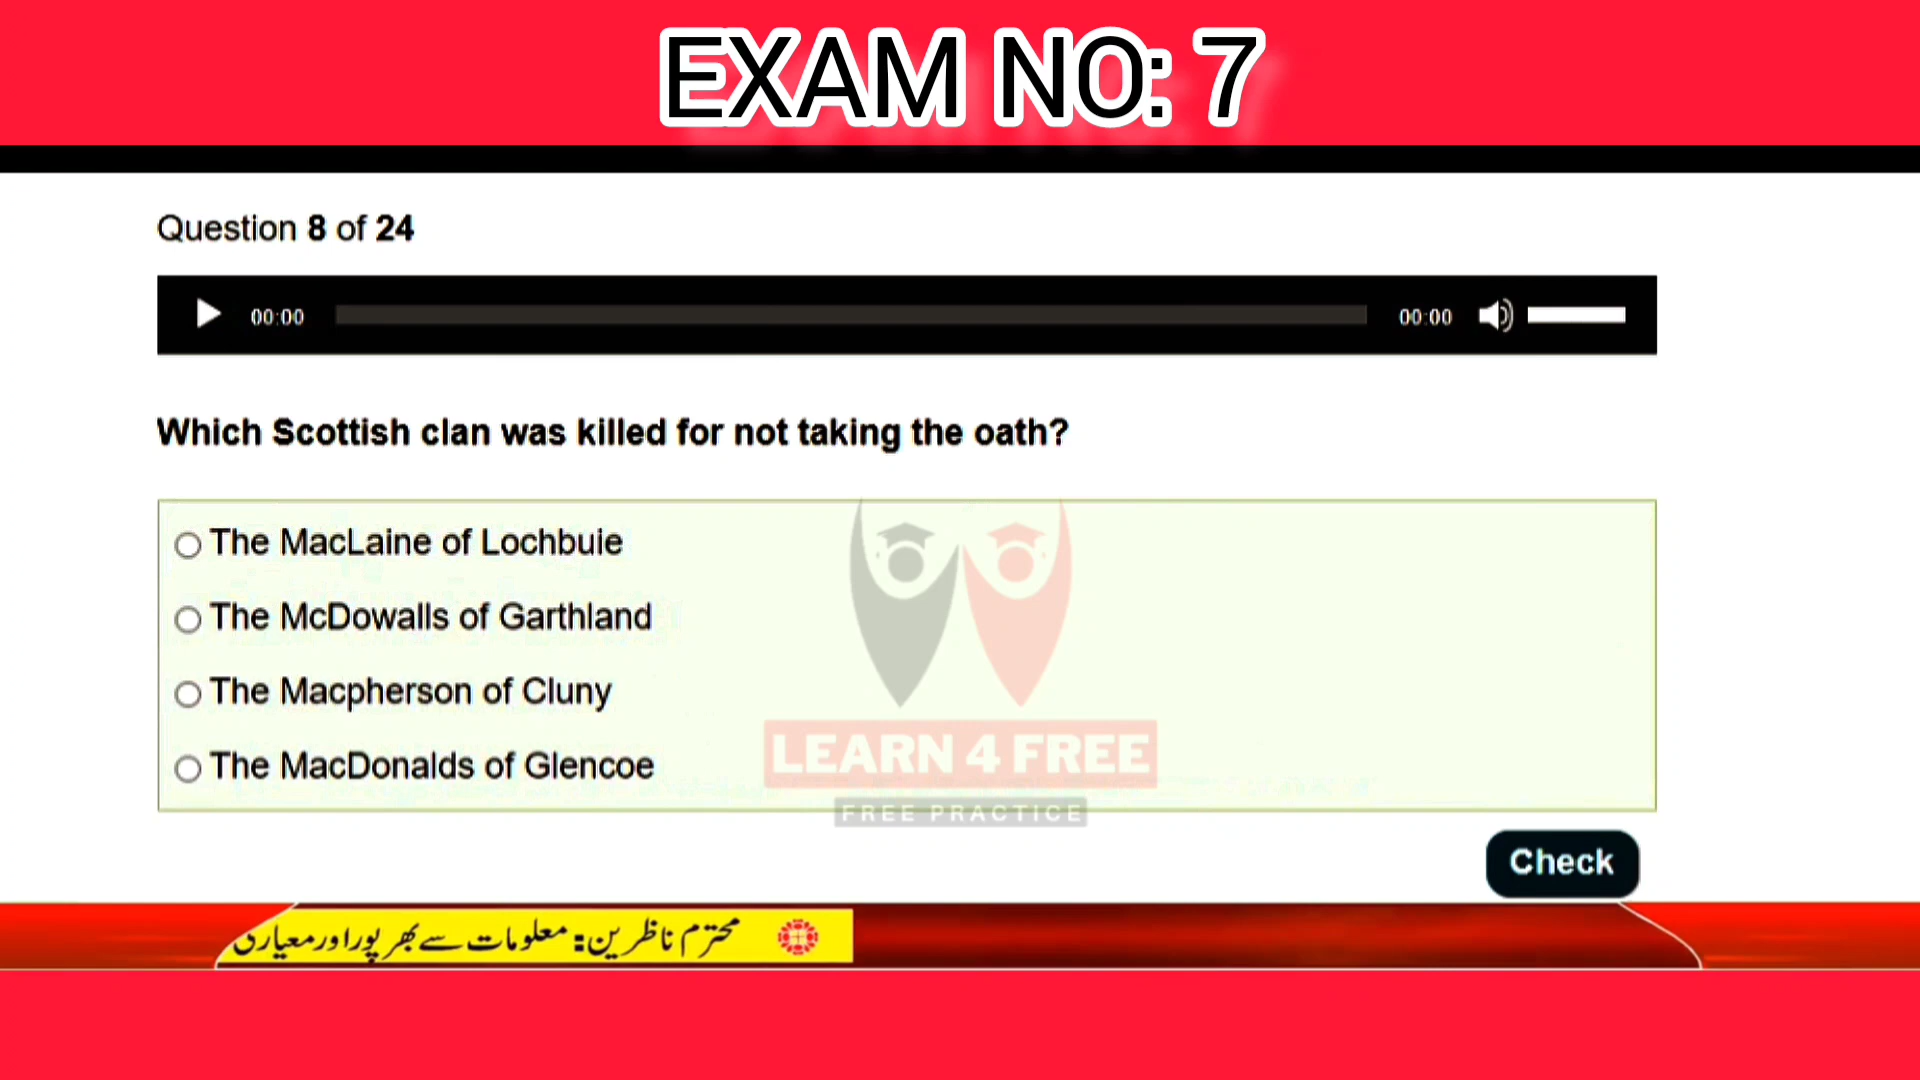 EXAM NO: 7
Question 8 of 24
00:00 00:00
Which Scottish clan was killed for not taking the oath?
The MacLaine of Lochbuie
The McDowalls of Garthland
The Macpherson of Cluny
The MacDonalds of Glencoe
LEARN 4 FREE
FREE PRACTICE
Check
محترم ناظرین: معلومات سے بھرپور اور معیاری